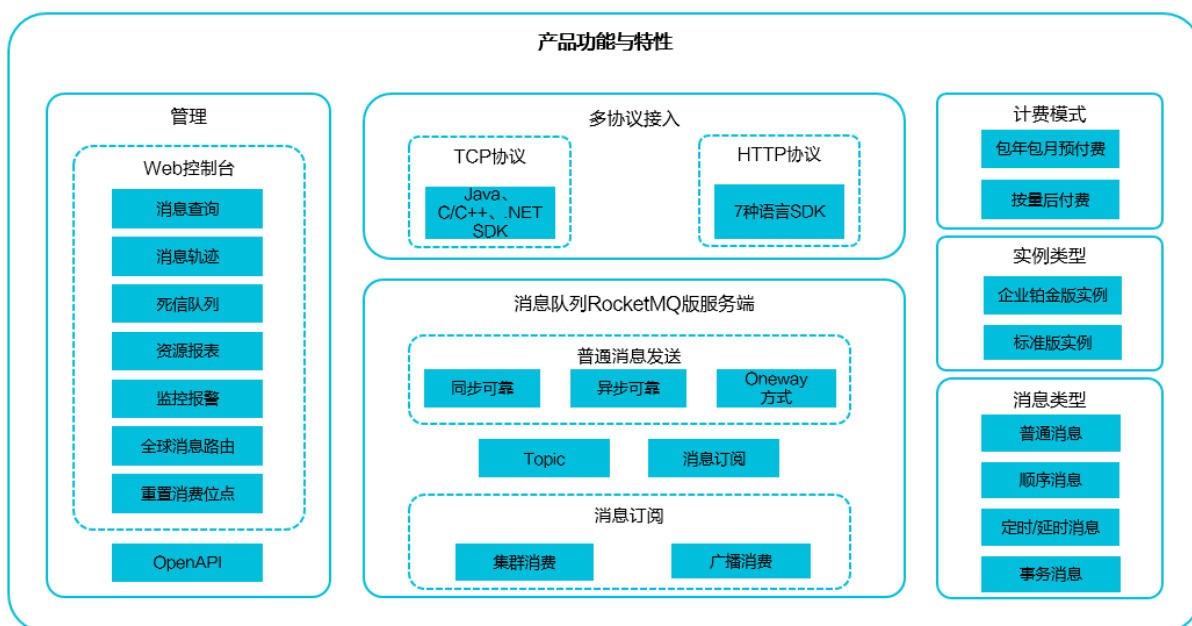 产品功能与特性
管理
Web控制台
消息查询
消息轨迹
死信队列
资源报表
监控报警
全球消息路由
重置消费位点
OpenAPI
多协议接入
TCP协议
Java、
C/C++、.NET
SDK
HTTP协议
7种语言SDK
消息队列RocketMQ版服务端
普通消息发送
同步可靠
异步可靠
Oneway
方式
Topic
消息订阅
消息订阅
集群消费
广播消费
计费模式
包年包月预付费
按量后付费
实例类型
企业铂金版实例
标准版实例
消息类型
普通消息
顺序消息
定时/延时消息
事务消息